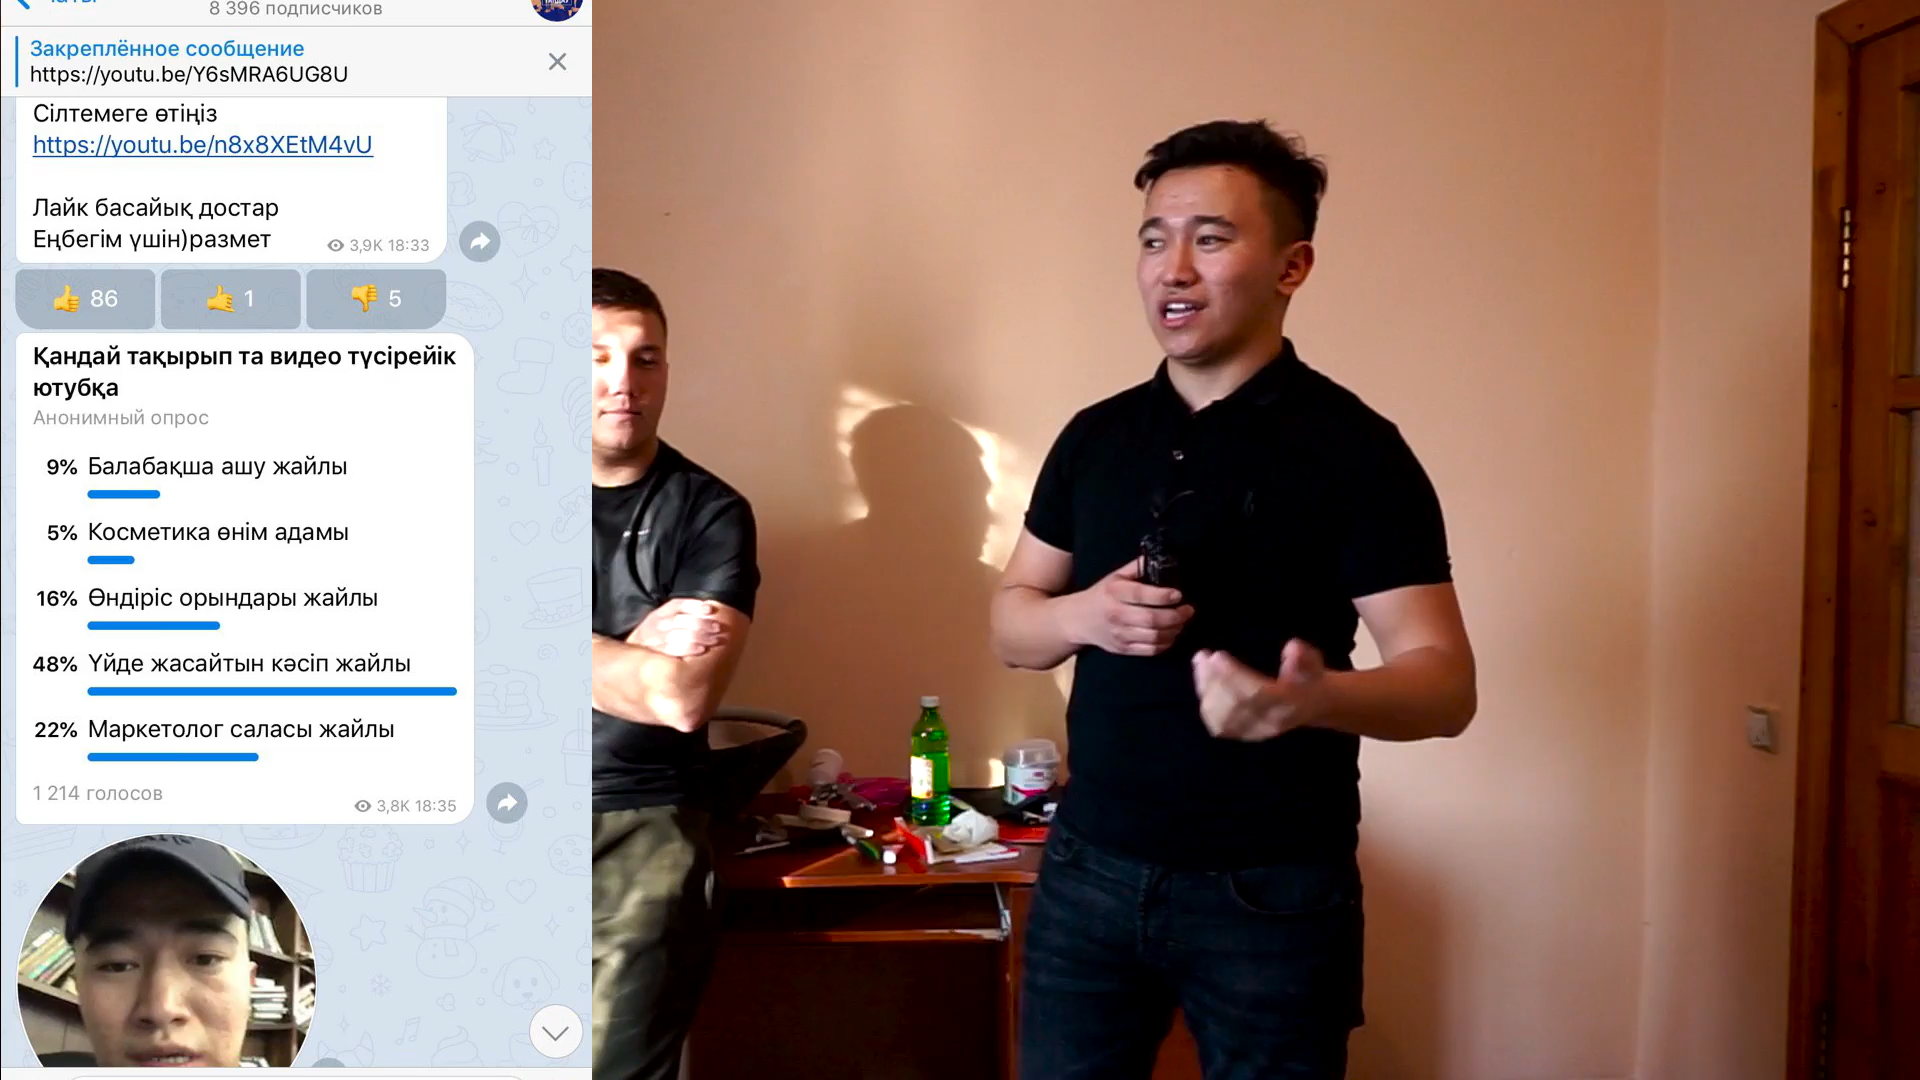 8 396 подписчиков
Закреплённое сообщение
https://youtu.be/Y6sMRA6UG8U
Сілтемеге өтіңіз
https://youtu.be/n8x8XEtM4vU
Лайк басайық достар
Еңбегім үшін)размет
3,9K 18:33
👍 86 🤙 1 👎 5
Қандай тақырып та видео түсірейік
ютубқа
Анонимный опрос
9% Балабақша ашу жайлы
5% Косметика өнім адамы
16% Өндіріс орындары жайлы
48% Үйде жасайтын кәсіп жайлы
22% Маркетолог саласы жайлы
1 214 голосов
3,8K 18:35